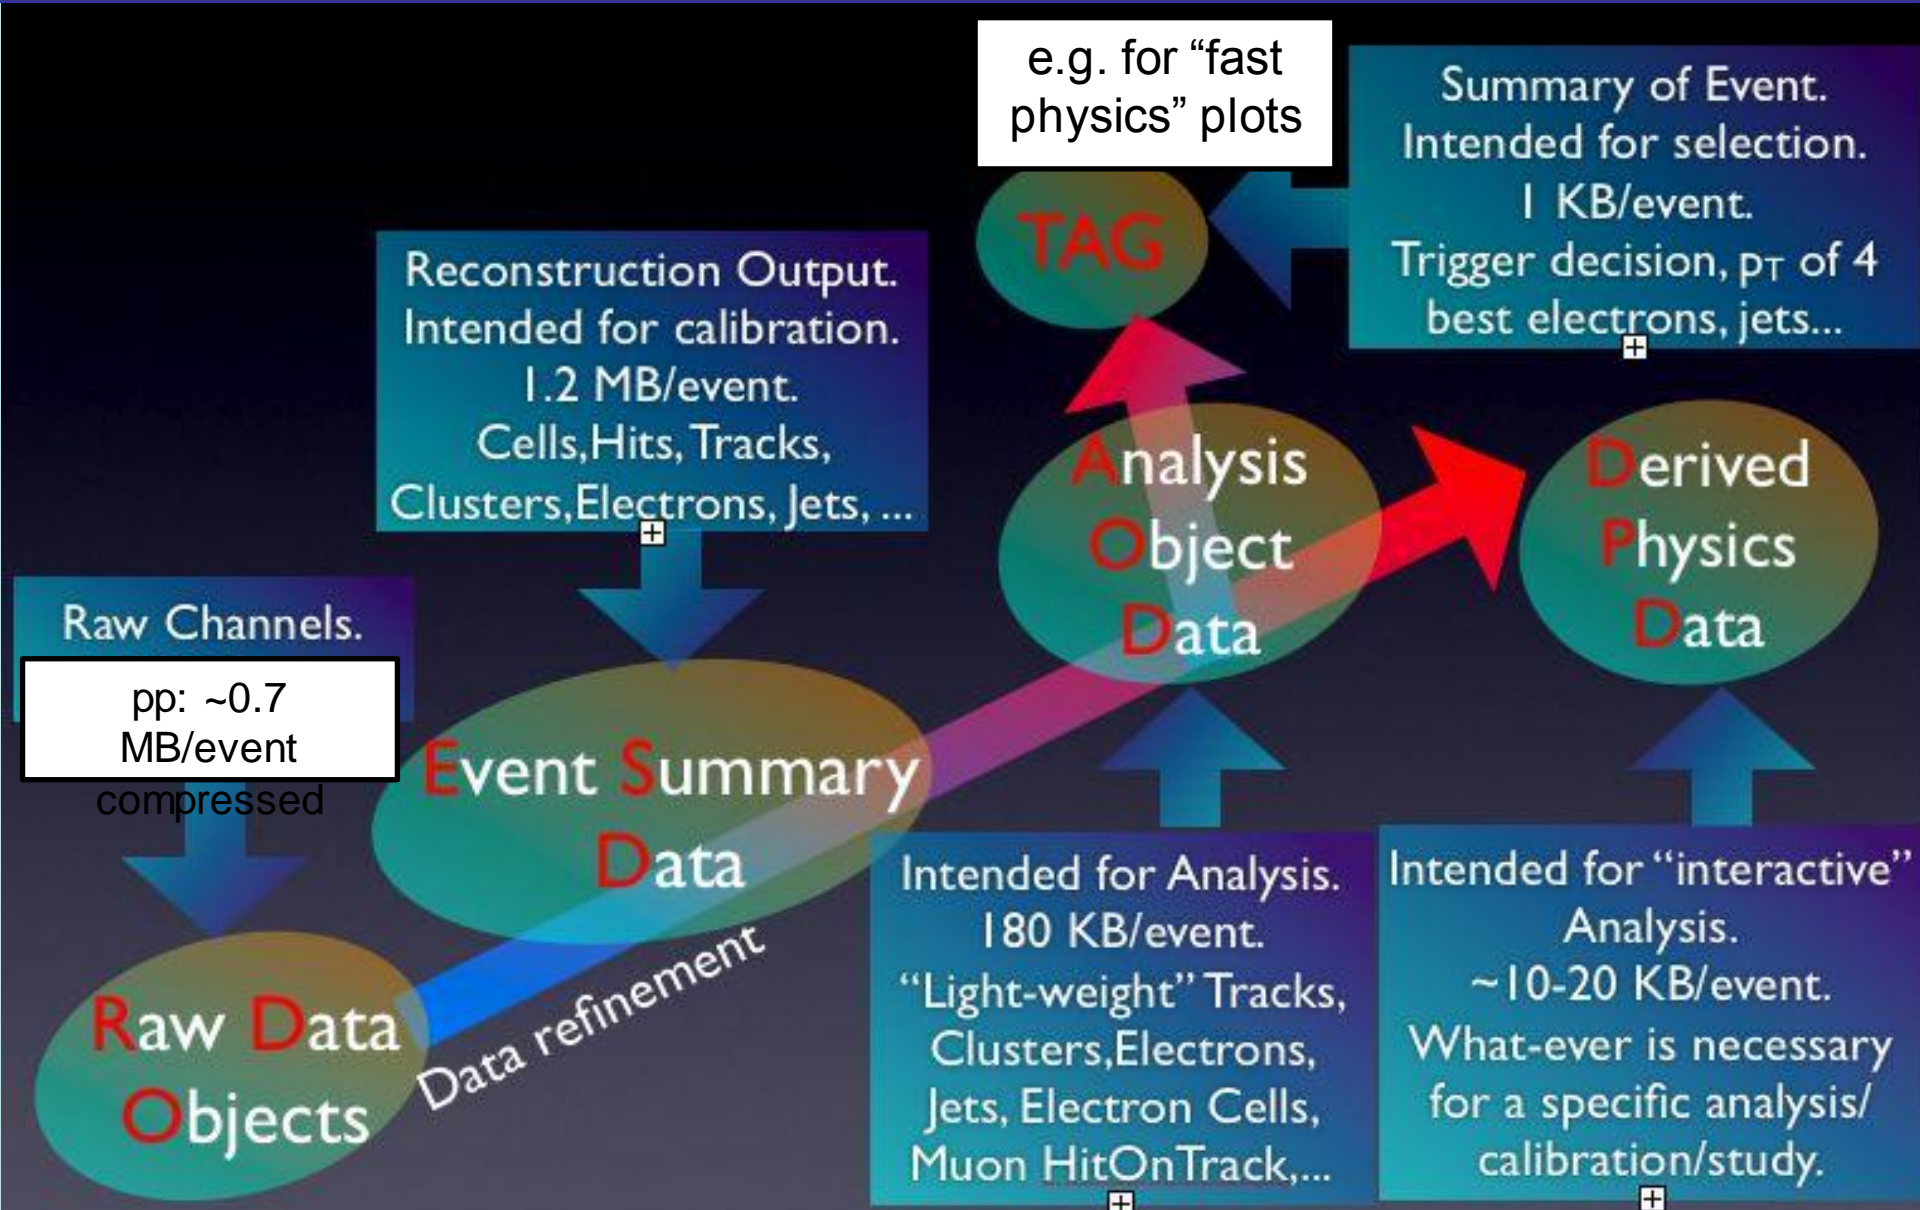 e.g. for “fast
physics” plots
Summary of Event.
Intended for selection.
1 KB/event.
Trigger decision, pT of 4
best electrons, jets...
TAG
Reconstruction Output.
Intended for calibration.
1.2 MB/event.
Cells,Hits, Tracks,
Clusters,Electrons, Jets, ...
Analysis
Object
Data
Derived
Physics
Data
Raw Channels.
pp: ~0.7
MB/event
compressed
Event Summary
Data
Data refinement
Raw Data
Objects
Intended for Analysis.
180 KB/event.
“Light-weight” Tracks,
Clusters,Electrons,
Jets, Electron Cells,
Muon HitOnTrack,...
Intended for “interactive”
Analysis.
~10-20 KB/event.
What-ever is necessary
for a specific analysis/
calibration/study.